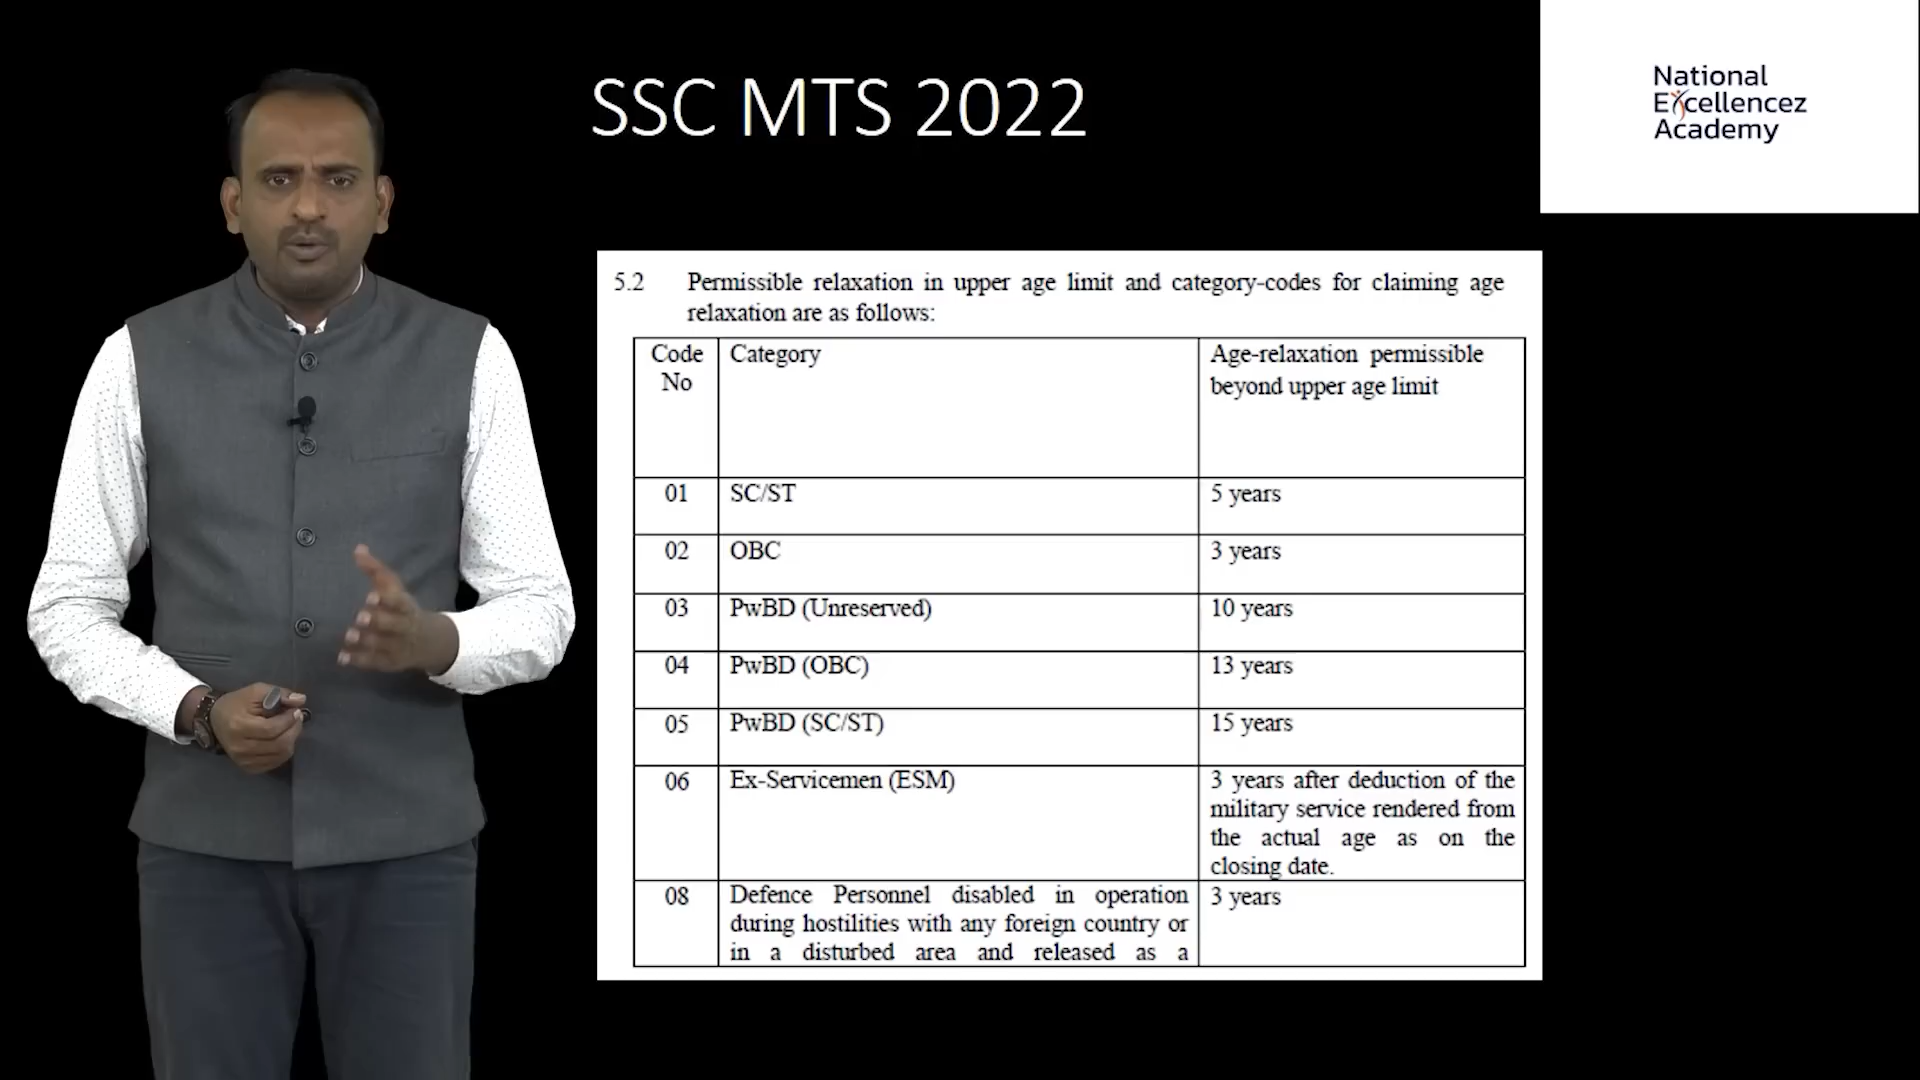 SSC MTS 2022
National
Excellencez
Academy
5.2 Permissible relaxation in upper age limit and category-codes for claiming age
relaxation are as follows:
Code No
Category
Age-relaxation permissible
beyond upper age limit
01 SC/ST 5 years
02 OBC 3 years
03 PwBD (Unreserved) 10 years
04 PwBD (OBC) 13 years
05 PwBD (SC/ST) 15 years
06 Ex-Servicemen (ESM) 3 years after deduction of the
military service rendered from
the actual age as on the
closing date.
08 Defence Personnel disabled in operation 3 years
during hostilities with any foreign country or
in a disturbed area and released as a